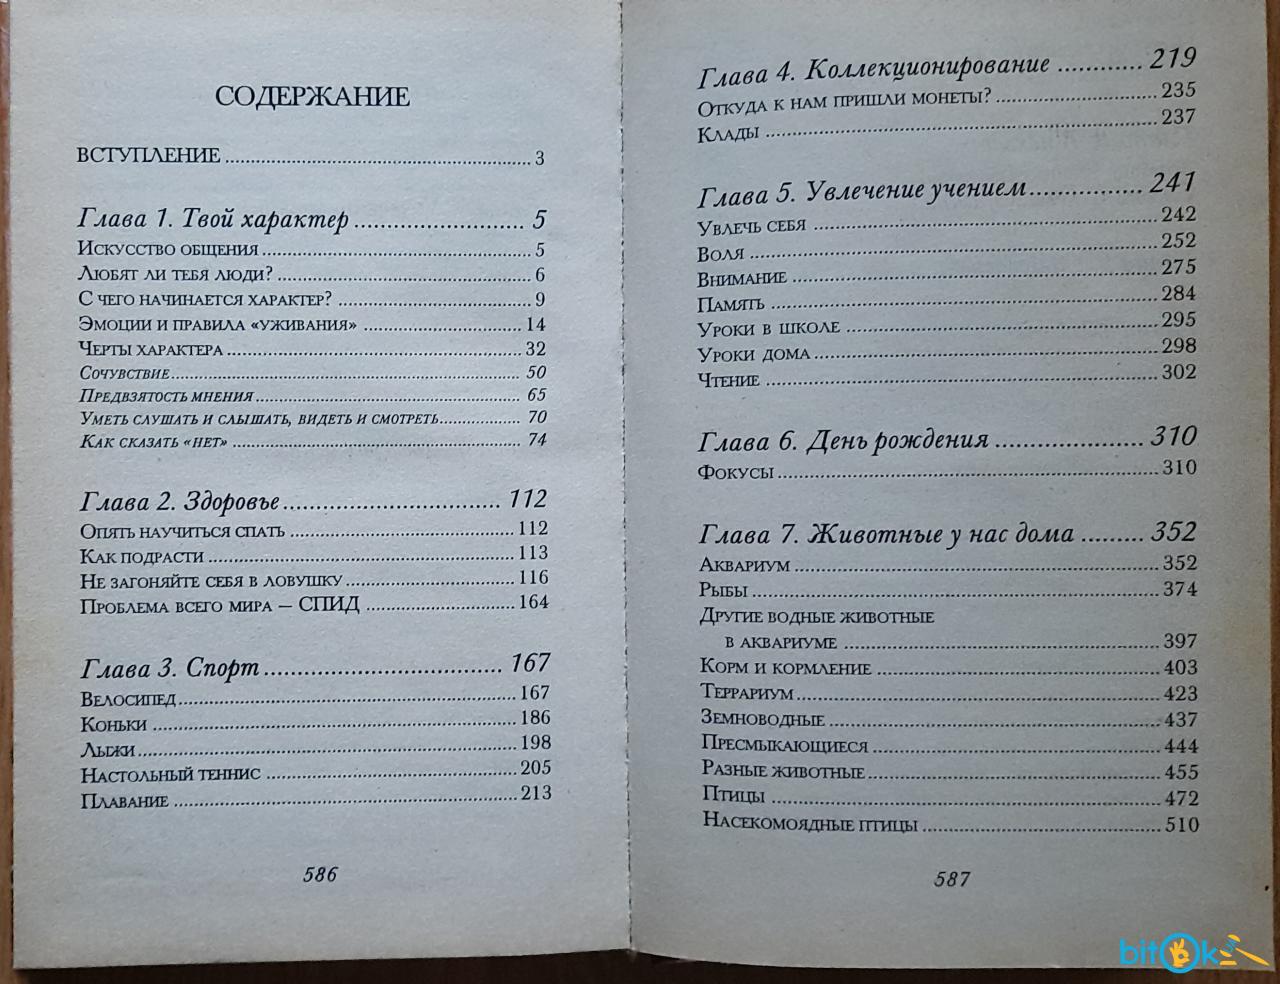 СОДЕРЖАНИЕ
ВСТУПЛЕНИЕ ........ 3
Глава 1. Твой характер ........ 5
Искусство общения ........ 5
Любят ли тебя люди? ........ 6
С чего начинается характер? ........ 9
Эмоции и правила «уживания» ........ 14
Черты характера ........ 32
Сочувствие ........ 50
Предвзятость мнения ........ 65
Уметь слушать и слышать, видеть и смотреть ........ 70
Как сказать «нет» ........ 74
Глава 2. Здоровье ........ 112
Опять научиться спать ........ 112
Как подрасти ........ 113
Не загоняйте себя в ловушку ........ 116
Проблема всего мира — СПИД ........ 164
Глава 3. Спорт ........ 167
Велосипед ........ 167
Коньки ........ 186
Лыжи ........ 198
Настольный теннис ........ 205
Плавание ........ 213
586
Глава 4. Коллекционирование ........ 219
Откуда к нам пришли монеты? ........ 235
Клады ........ 237
Глава 5. Увлечение учением ........ 241
Увлечь себя ........ 242
Воля ........ 252
Внимание ........ 275
Память ........ 284
Уроки в школе ........ 295
Уроки дома ........ 298
Чтение ........ 302
Глава 6. День рождения ........ 310
Фокусы ........ 310
Глава 7. Животные у нас дома ........ 352
Аквариум ........ 352
Рыбы ........ 374
Другие водные животные
в аквариуме ........ 397
Корм и кормление ........ 403
Террариум ........ 423
Земноводные ........ 437
Пресмыкающиеся ........ 444
Разные животные ........ 455
Птицы ........ 472
Насекомоядные птицы ........ 510
587
bitOk